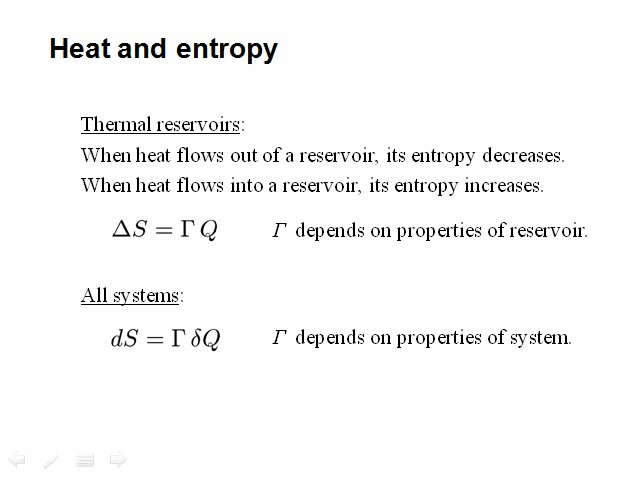 Heat and entropy
Thermal reservoirs:
When heat flows out of a reservoir, its entropy decreases.
When heat flows into a reservoir, its entropy increases.
ΔS = Γ Q Γ depends on properties of reservoir.
All systems:
dS = Γ δQ Γ depends on properties of system.